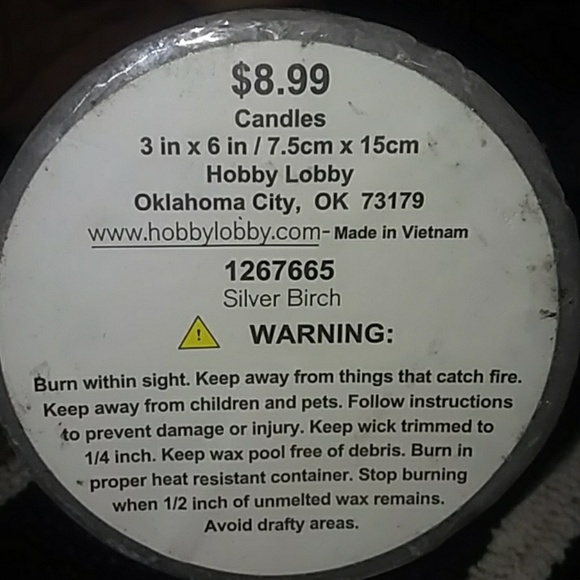 $8.99
Candles
3 in x 6 in / 7.5cm x 15cm
Hobby Lobby
Oklahoma City, OK 73179
www.hobbylobby.com- Made in Vietnam
1267665
Silver Birch
! WARNING:
Burn within sight. Keep away from things that catch fire.
Keep away from children and pets. Follow instructions
to prevent damage or injury. Keep wick trimmed to
1/4 inch. Keep wax pool free of debris. Burn in
proper heat resistant container. Stop burning
when 1/2 inch of unmelted wax remains.
Avoid drafty areas.